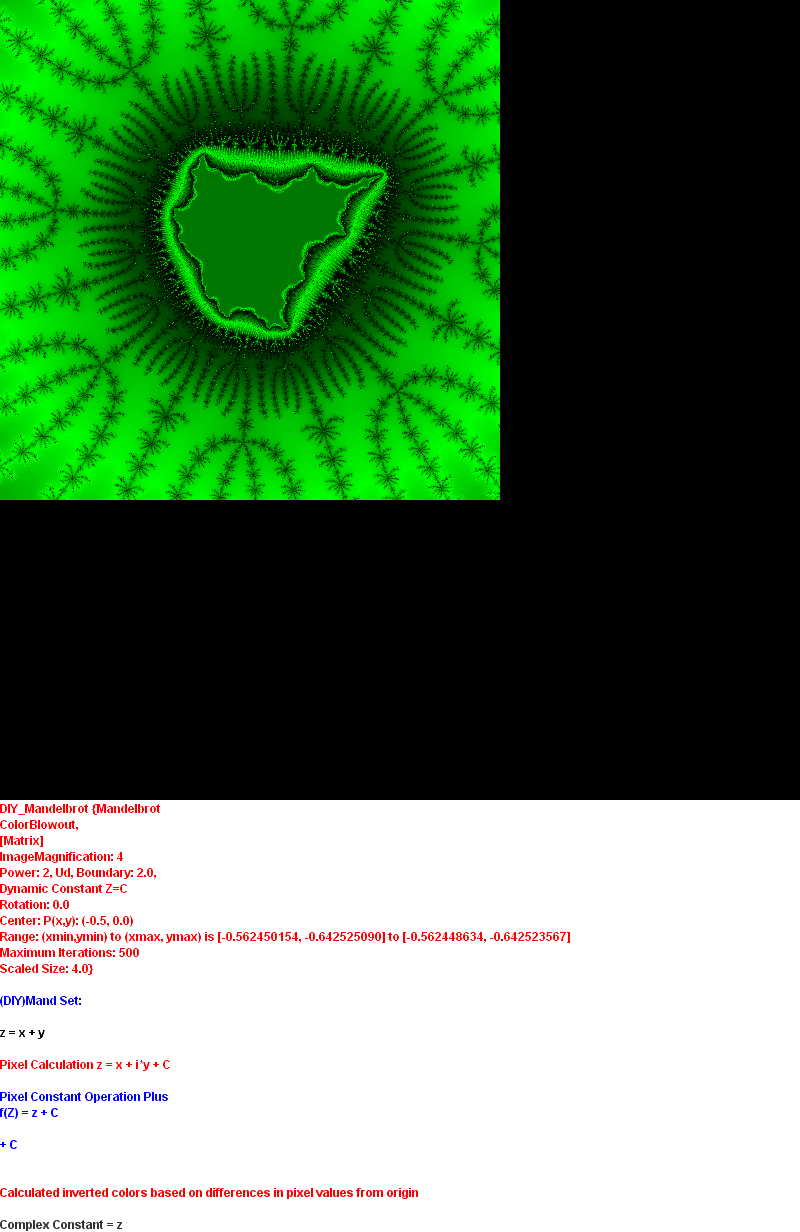 DIY_Mandelbrot {Mandelbrot
ColorBlowout,
[Matrix]
ImageMagnification: 4
Power: 2, Ud, Boundary: 2.0,
Dynamic Constant Z=C
Rotation: 0.0
Center: P(x,y): (-0.5, 0.0)
Range: (xmin,ymin) to (xmax, ymax) is [-0.562450154, -0.642525090] to [-0.562448634, -0.642523567]
Maximum Iterations: 500
Scaled Size: 4.0}
(DIY)Mand Set:
z = x + y
Pixel Calculation z = x + i*y + C
Pixel Constant Operation Plus
f(Z) = z + C
+ C
Calculated inverted colors based on differences in pixel values from origin
Complex Constant = z